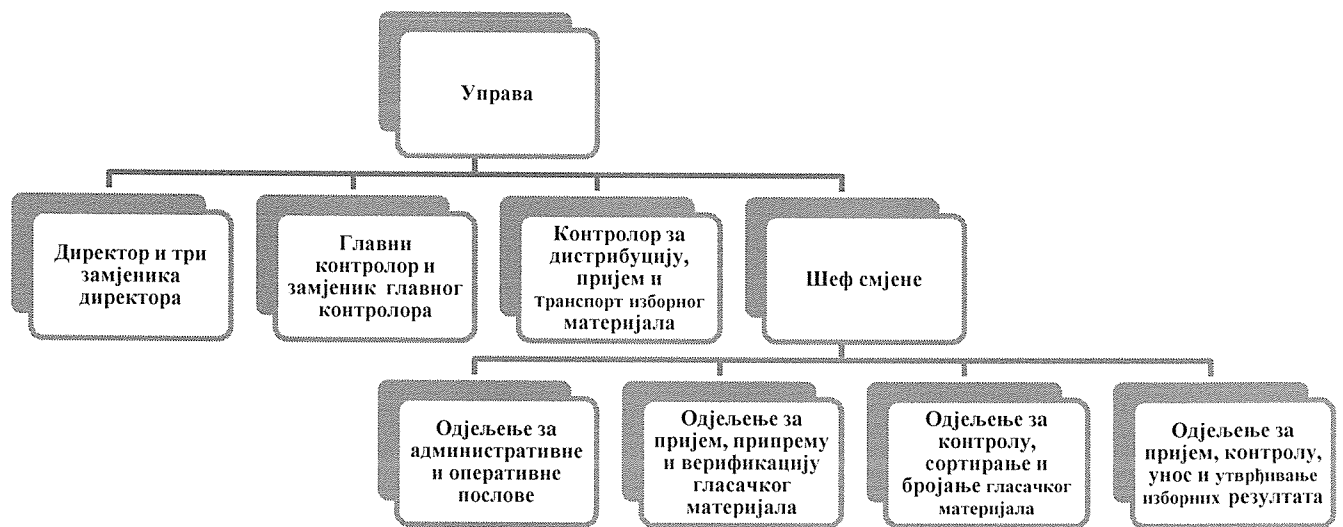 Управа
Директор и три
замјеника
директора
Главни
контролор и
замјеник главног
контролора
Контролор за
дистрибуцију,
пријем и
Транспорт изборног
материјала
Шеф смјене
Одјељење за
административне
и оперативне
послове
Одјељење за
пријем, припрему
и верификацију
гласачког
материјала
Одјељење за
контролу,
сортирање и
бројање гласачког
материјала
Одјељење за
пријем, контролу,
унос и утврђивање
изборних резултата